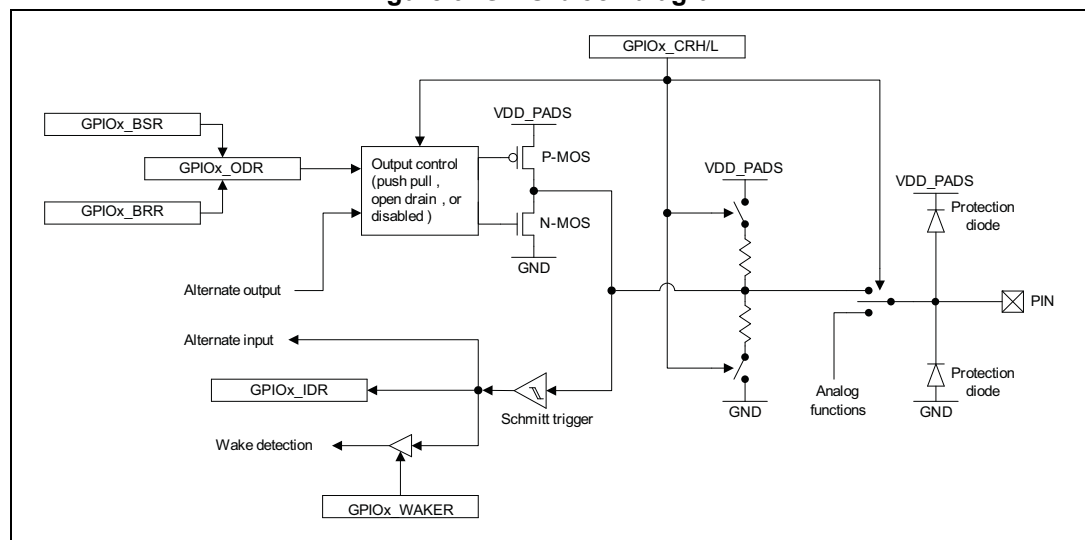 GPIOx_CRH/L
VDD_PADS
GPIOx_BSR
P-MOS
GPIOx_ODR
Output control
(push pull ,
open drain , or
disabled )
VDD_PADS
VDD_PADS
Protection
diode
GPIOx_BRR
N-MOS
GND
Alternate output
PIN
Alternate input
GPIOx_IDR
Schmitt trigger
Analog
functions
Protection
diode
GND
GND
Wake detection
GPIOx_WAKER